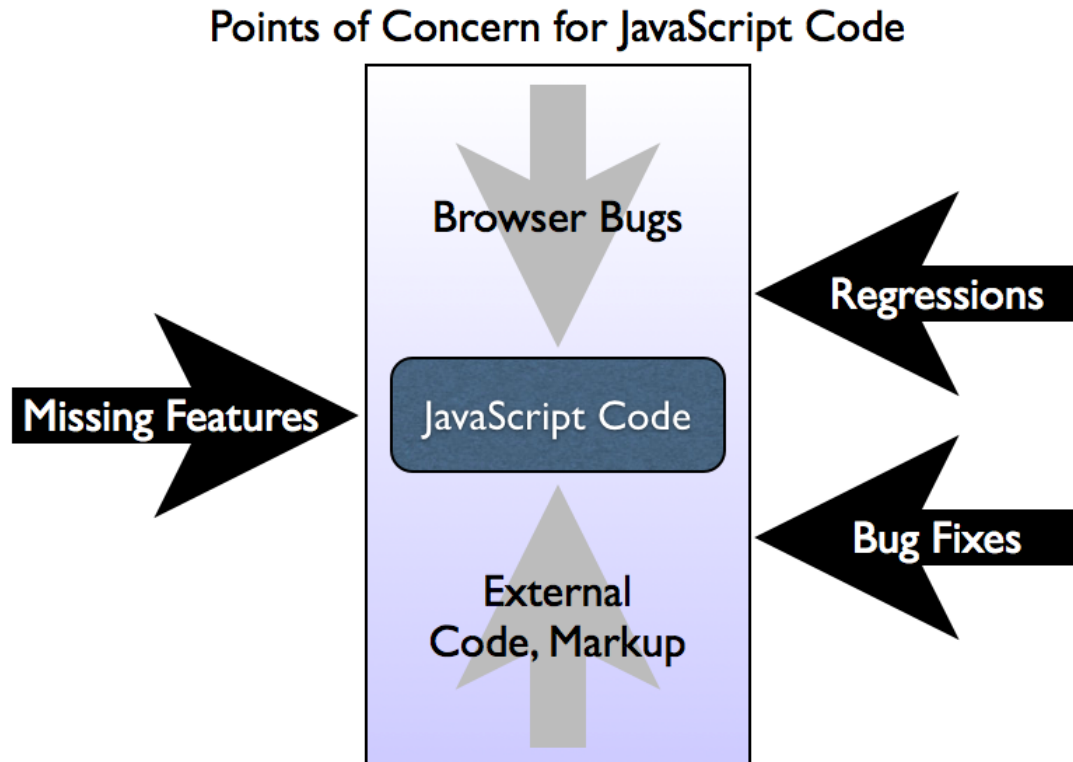 Points of Concern for JavaScript Code
Browser Bugs
Regressions
Missing Features
JavaScript Code
Bug Fixes
External
Code, Markup